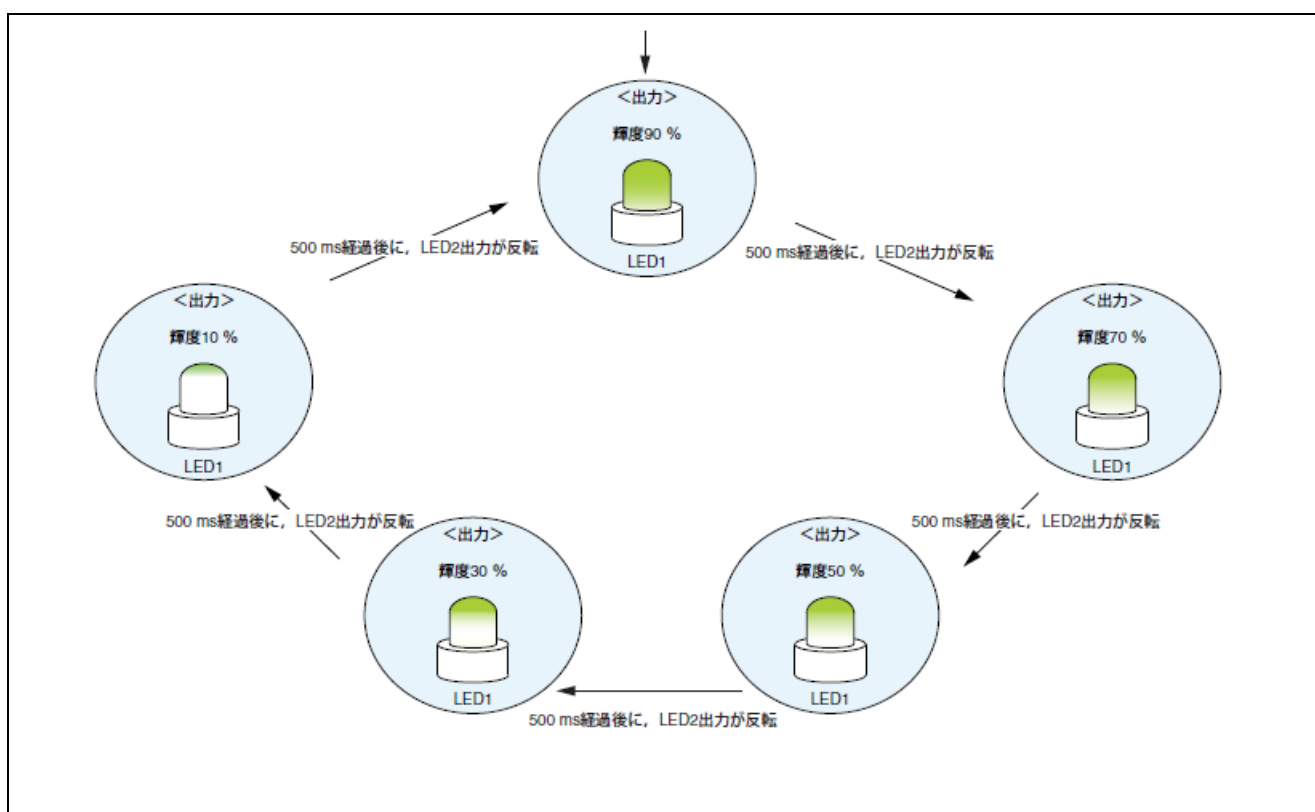 <出力>
輝度90 %
LED1
500 ms経過後に，LED2出力が反転
500 ms経過後に，LED2出力が反転
<出力>
輝度10 %
LED1
<出力>
輝度70 %
LED1
500 ms経過後に，LED2出力が反転
500 ms経過後に，LED2出力が反転
<出力>
輝度30 %
LED1
<出力>
輝度50 %
LED1
500 ms経過後に，LED2出力が反転